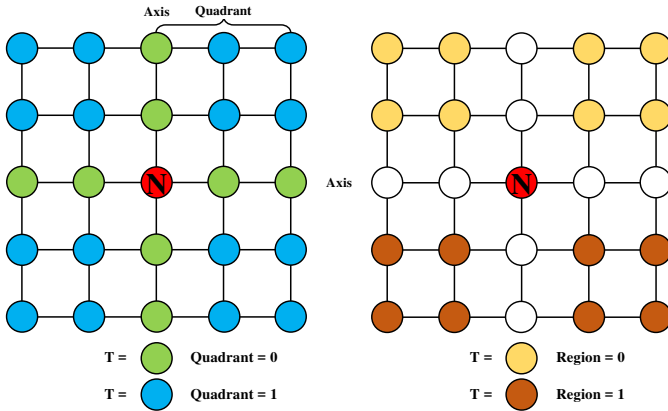 Axis Quadrant
N Axis N
T = Quadrant = 0 T = Region = 0
T = Quadrant = 1 T = Region = 1